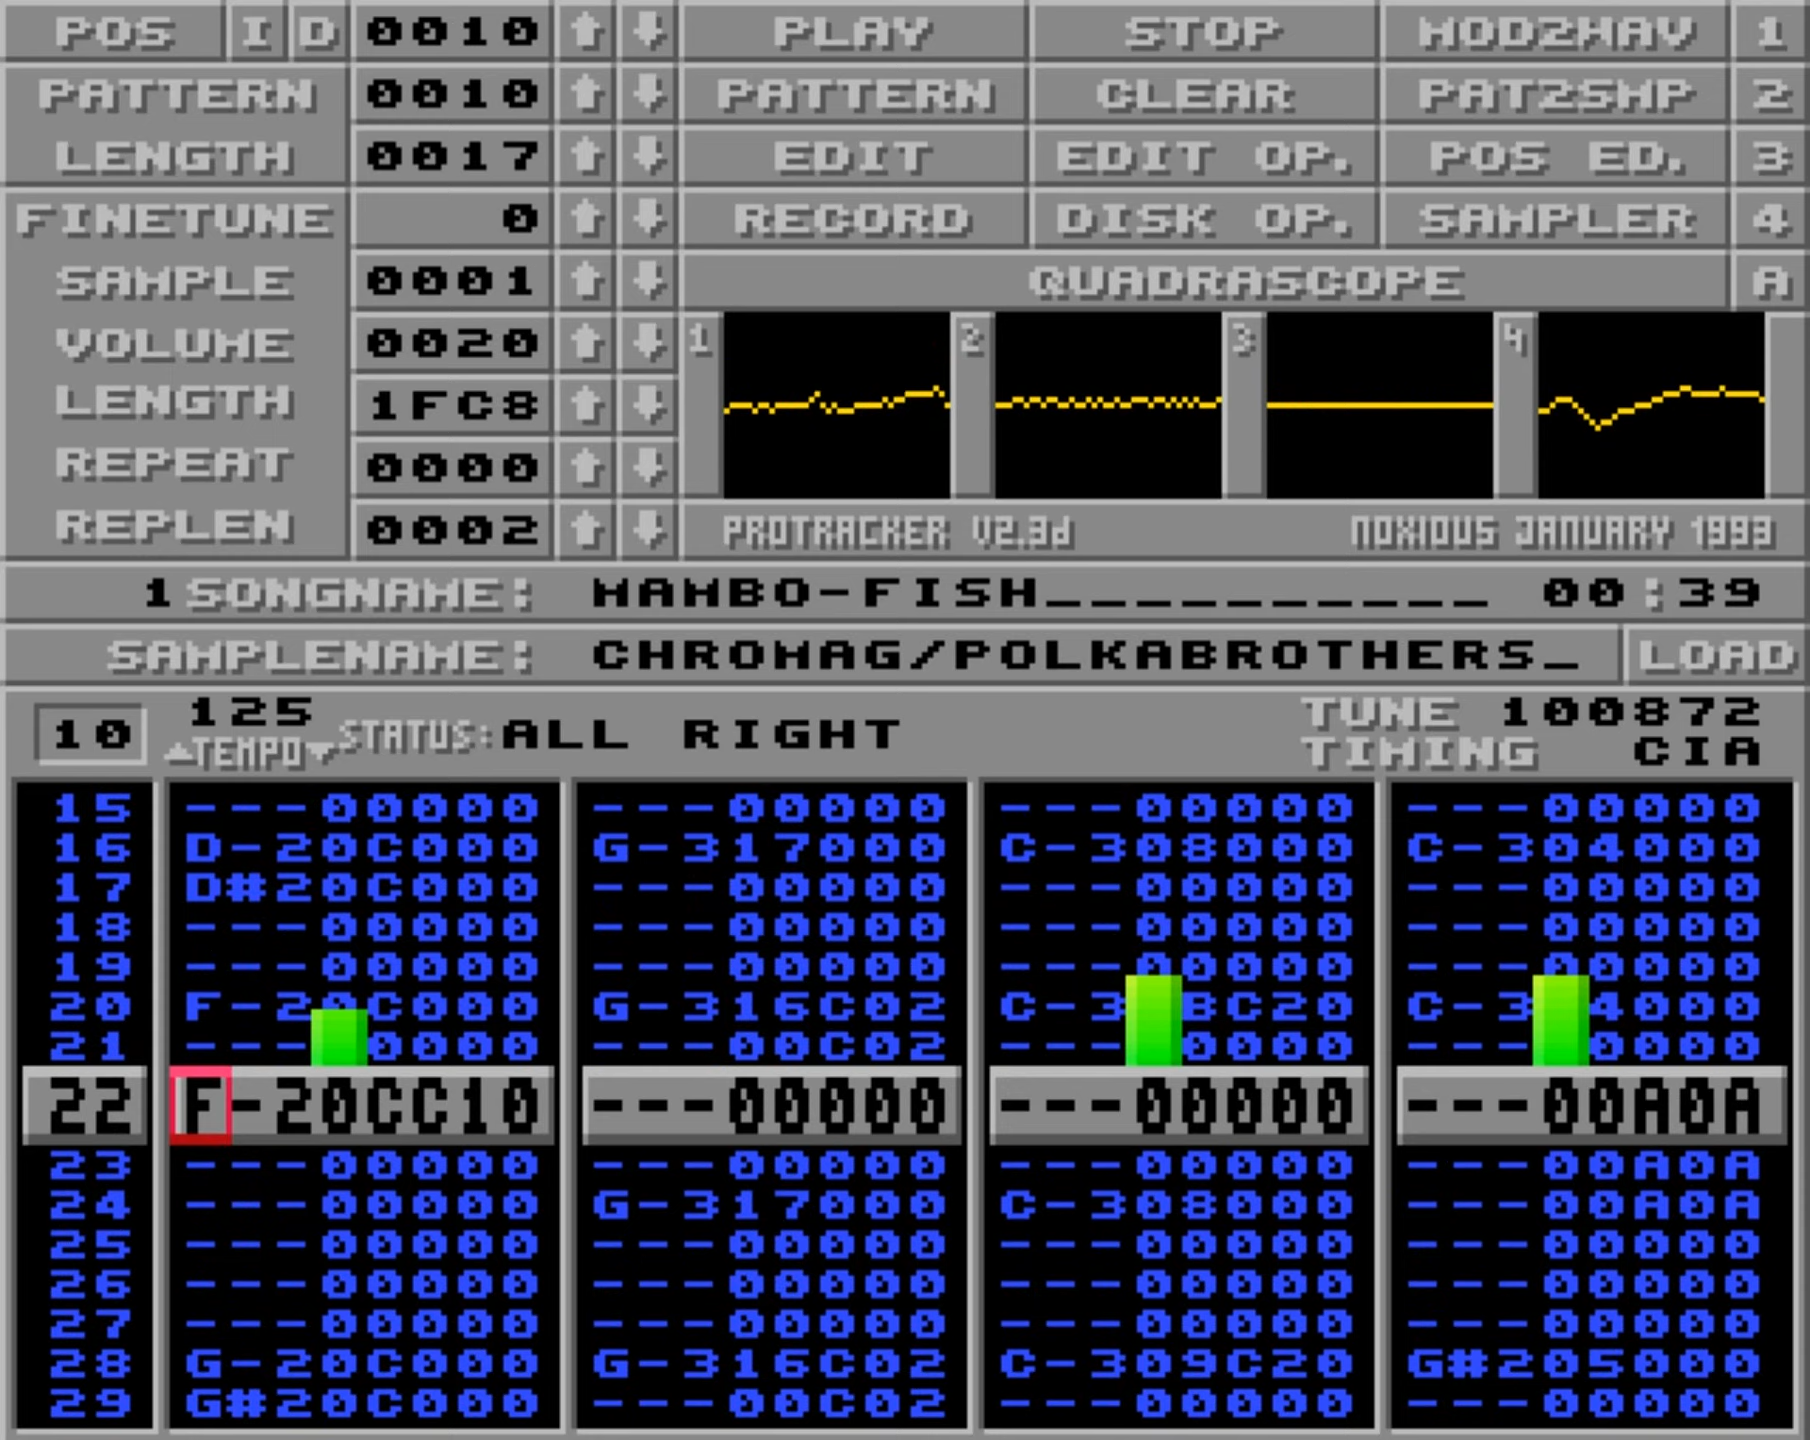 POS I D 0010 PLAY STOP MOD2WAV 1
PATTERN 0010 PATTERN CLEAR PAT2SMP 2
LENGTH 0017 EDIT EDIT OP. POS ED. 3
FINETUNE 0 RECORD DISK OP. SAMPLER 4
SAMPLE 0001 QUADRASCOPE A
VOLUME 0020 1 2 3 4
LENGTH 1FC8
REPEAT 0000
REPLEN 0002 PROTRACKER V2.3d NOXIOUS JANUARY 1993
1 SONGNAME: MAMBO-FISH__________ 00:39
SAMPLENAME: CHROMAG/POLKABROTHERS_ LOAD
10 125 TEMPO STATUS: ALL RIGHT TUNE 100872
TIMING CIA
15 ---00000 ---00000 ---00000 ---00000
16 D-20C000 G-317000 C-308000 C-304000
17 D#20C000 ---00000 ---00000 ---00000
18 ---00000 ---00000 ---00000 ---00000
19 ---00000 ---00000 ---00000 ---00000
20 F-20C000 G-316C02 C-3BC20 C-34000
21 ---0000 ---00C02 ---0000 ---0000
22 F-20CC10 ---00000 ---00000 ---00A0A
23 ---00000 ---00000 ---00000 ---00A0A
24 ---00000 G-317000 C-308000 ---00A0A
25 ---00000 ---00000 ---00000 ---00000
26 ---00000 ---00000 ---00000 ---00000
27 ---00000 ---00000 ---00000 ---00000
28 G-20C000 G-316C02 C-309C20 G#205000
29 G#20C000 ---00C02 ---00000 ---00000